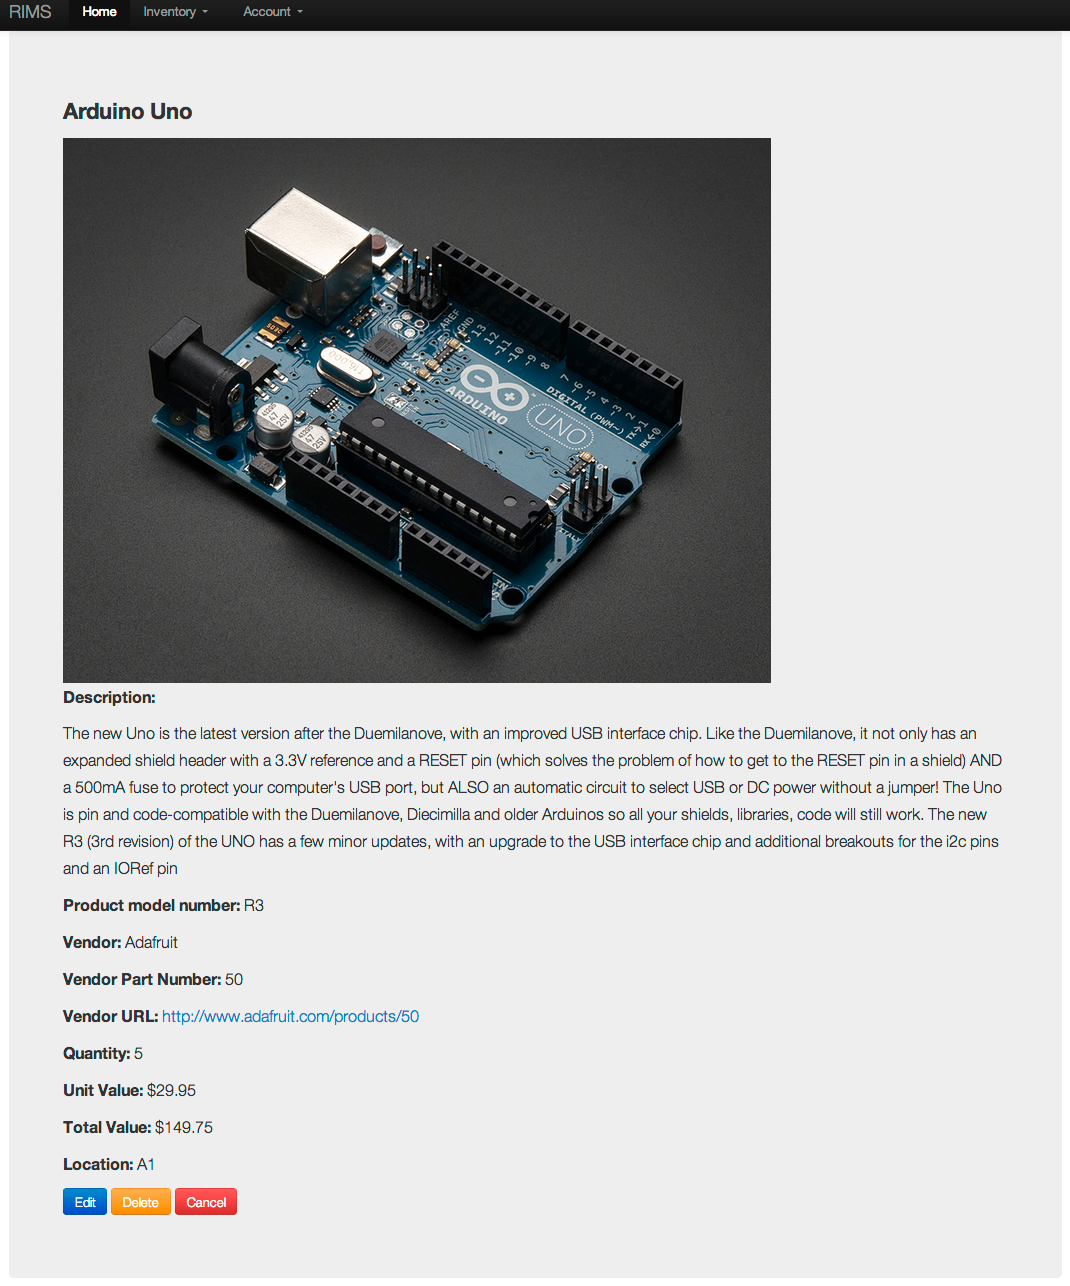 RIMS Home Inventory Account
Arduino Uno
AREF
GND
13
12
~11
~10
~9
8
7
~6
~5
4
~3
2
TX→1
RX←0
DIGITAL (PWM~)
TX
ARDUINO
UNO
T16.000
47
25V
47
25V
ITALY
IN
Description:
The new Uno is the latest version after the Duemilanove, with an improved USB interface chip. Like the Duemilanove, it not only has an
expanded shield header with a 3.3V reference and a RESET pin (which solves the problem of how to get to the RESET pin in a shield) AND
a 500mA fuse to protect your computer's USB port, but ALSO an automatic circuit to select USB or DC power without a jumper! The Uno
is pin and code-compatible with the Duemilanove, Diecimilla and older Arduinos so all your shields, libraries, code will still work. The new
R3 (3rd revision) of the UNO has a few minor updates, with an upgrade to the USB interface chip and additional breakouts for the i2c pins
and an IORef pin
Product model number: R3
Vendor: Adafruit
Vendor Part Number: 50
Vendor URL: http://www.adafruit.com/products/50
Quantity: 5
Unit Value: $29.95
Total Value: $149.75
Location: A1
Edit Delete Cancel